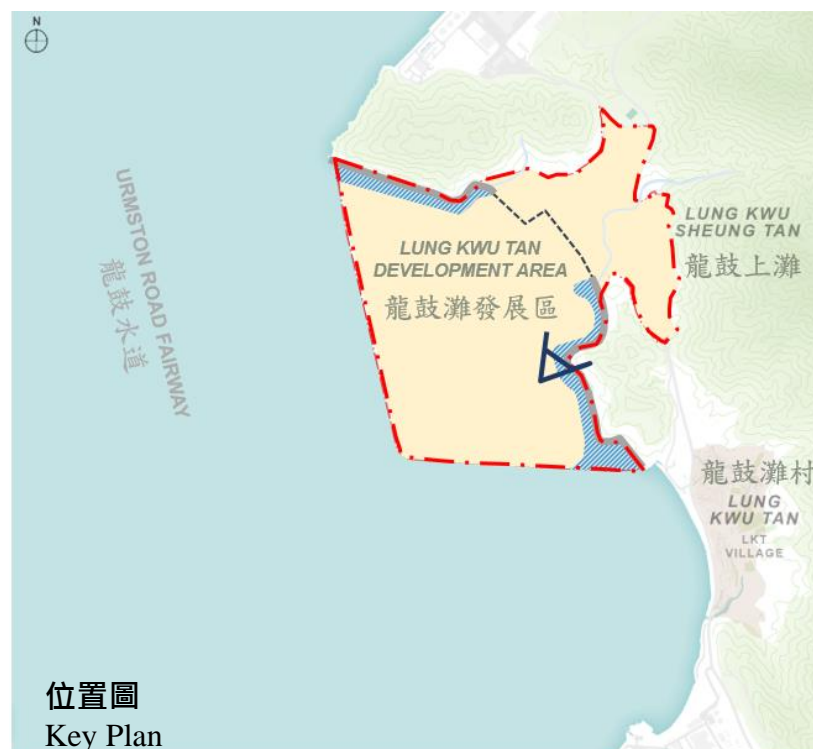 N
URMSTON ROAD FAIRWAY
龍鼓水道
LUNG KWU TAN
DEVELOPMENT AREA
龍鼓灘發展區
LUNG KWU
SHEUNG TAN
龍鼓上灘
龍鼓灘村
LUNG
KWU TAN
LKT
VILLAGE
位置圖
Key Plan